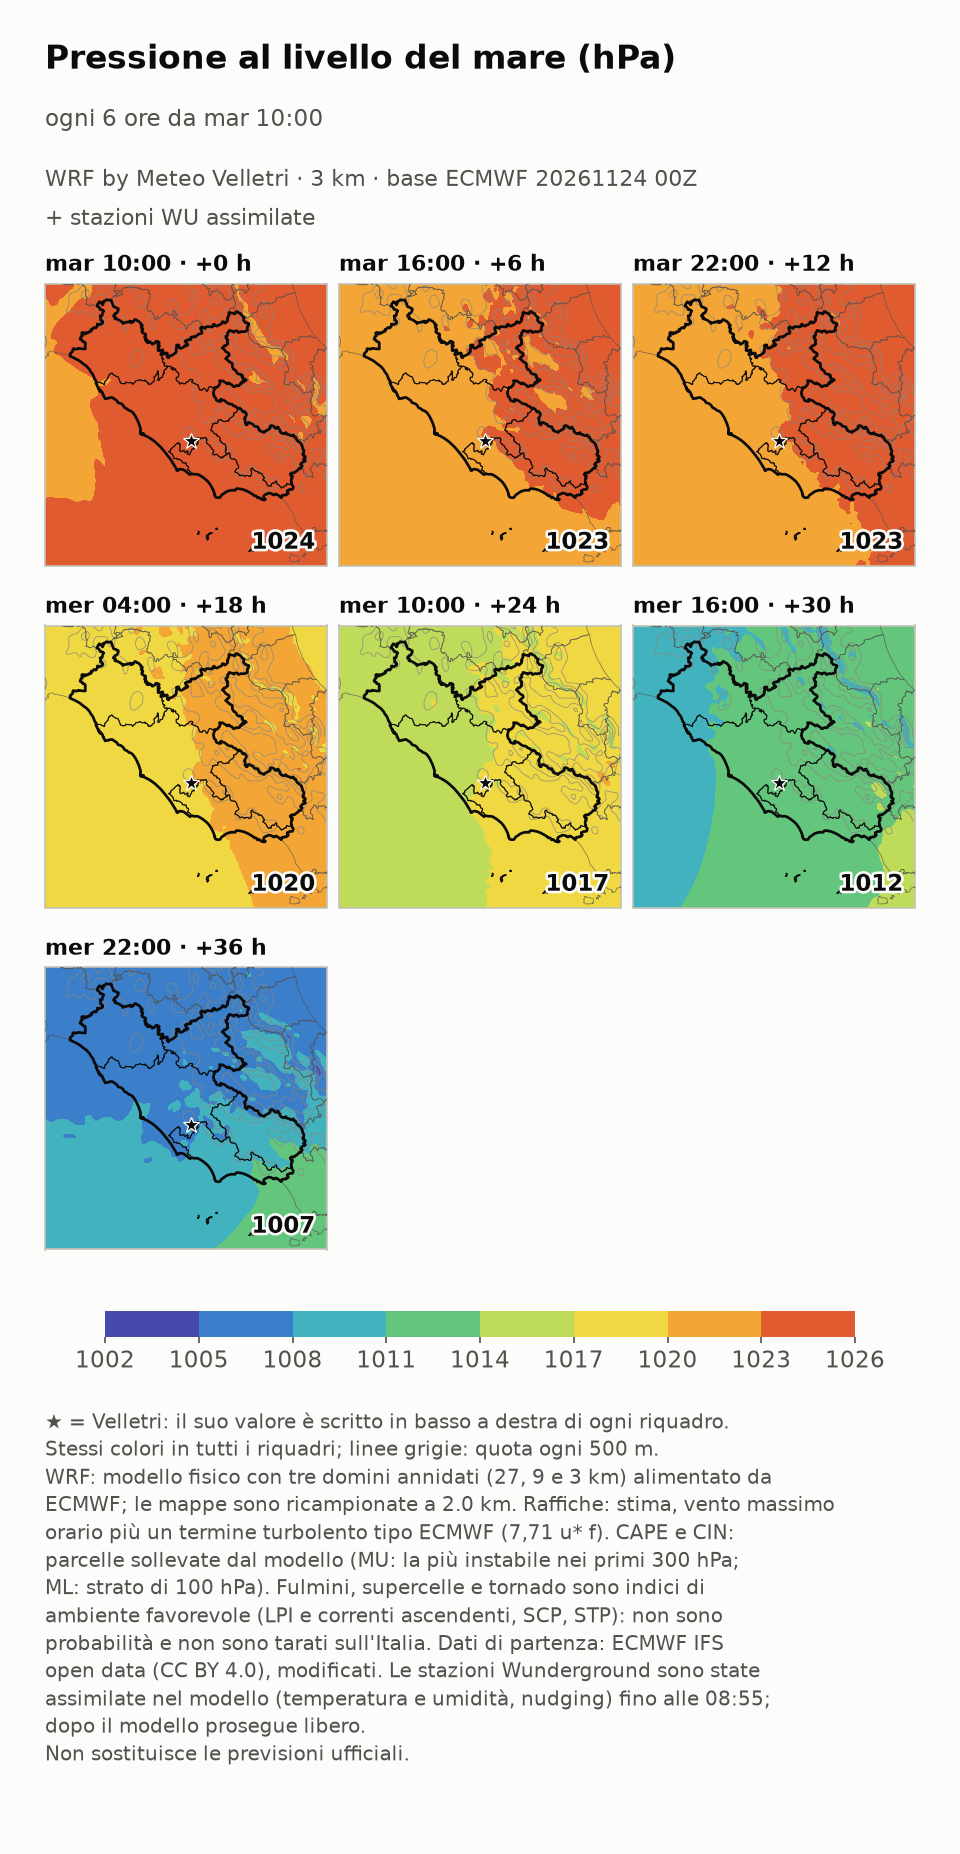 Pressione al livello del mare (hPa)
ogni 6 ore da mar 10:00
WRF by Meteo Velletri · 3 km · base ECMWF 20261124 00Z
+ stazioni WU assimilate
mar 10:00 · +0 h
mar 16:00 · +6 h
mar 22:00 · +12 h
1024
1023
1023
mer 04:00 · +18 h
mer 10:00 · +24 h
mer 16:00 · +30 h
1020
1017
1012
mer 22:00 · +36 h
1007
1002 1005 1008 1011 1014 1017 1020 1023 1026
★ = Velletri: il suo valore è scritto in basso a destra di ogni riquadro.
Stessi colori in tutti i riquadri; linee grigie: quota ogni 500 m.
WRF: modello fisico con tre domini annidati (27, 9 e 3 km) alimentato da
ECMWF; le mappe sono ricampionate a 2.0 km. Raffiche: stima, vento massimo
orario più un termine turbolento tipo ECMWF (7,71 u* f). CAPE e CIN:
parcelle sollevate dal modello (MU: la più instabile nei primi 300 hPa;
ML: strato di 100 hPa). Fulmini, supercelle e tornado sono indici di
ambiente favorevole (LPI e correnti ascendenti, SCP, STP): non sono
probabilità e non sono tarati sull'Italia. Dati di partenza: ECMWF IFS
open data (CC BY 4.0), modificati. Le stazioni Wunderground sono state
assimilate nel modello (temperatura e umidità, nudging) fino alle 08:55;
dopo il modello prosegue libero.
Non sostituisce le previsioni ufficiali.